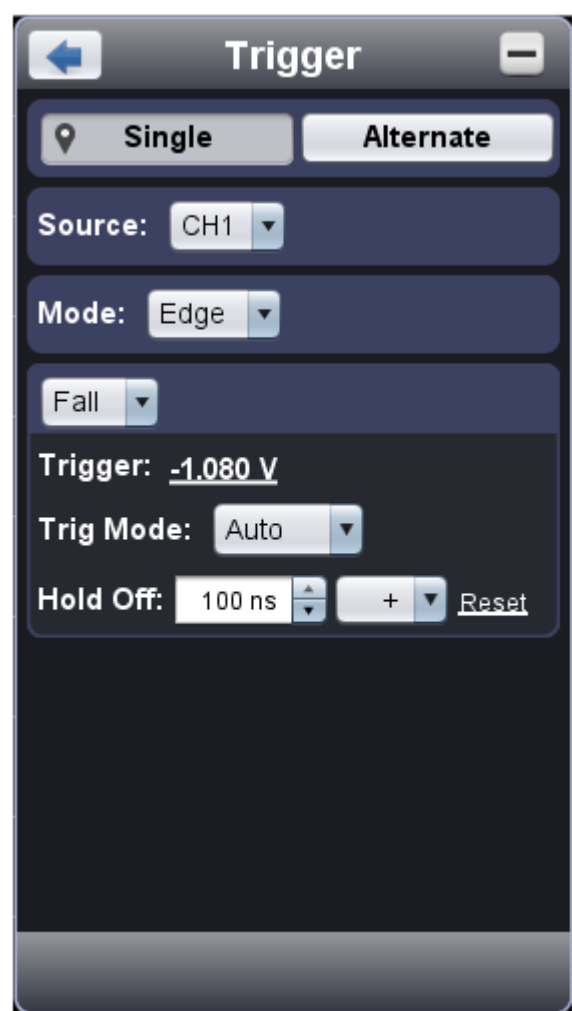 Trigger
Single Alternate
Source: CH1
Mode: Edge
Fall
Trigger: -1.080 V
Trig Mode: Auto
Hold Off: 100 ns + Reset